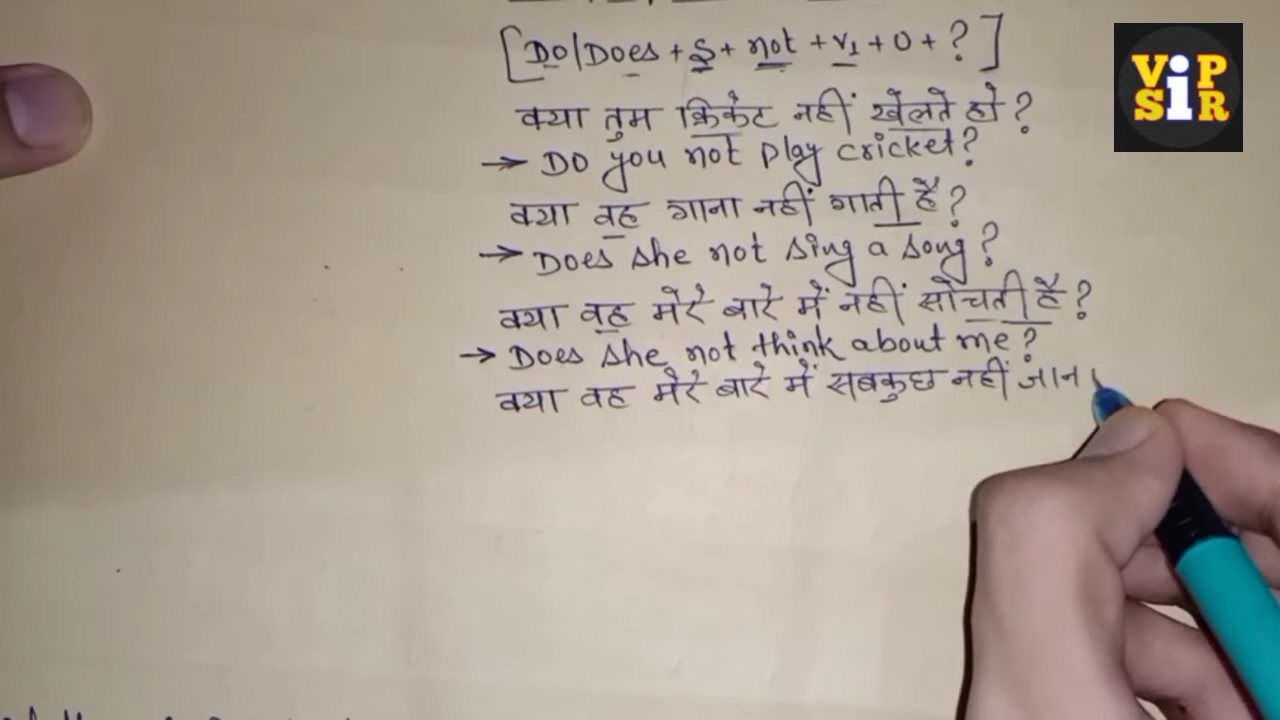 [Do/Does + S + not + V1 + O + ?]
क्या तुम क्रिकेट नहीं खेलते हो?
→ Do you not play cricket?
क्या वह गाना नहीं गाती है?
→ Does she not sing a song?
क्या वह मेरे बारे में नहीं सोचती है?
→ Does she not think about me?
क्या वह मेरे बारे में सबकुछ नहीं जान
ViP
SiR